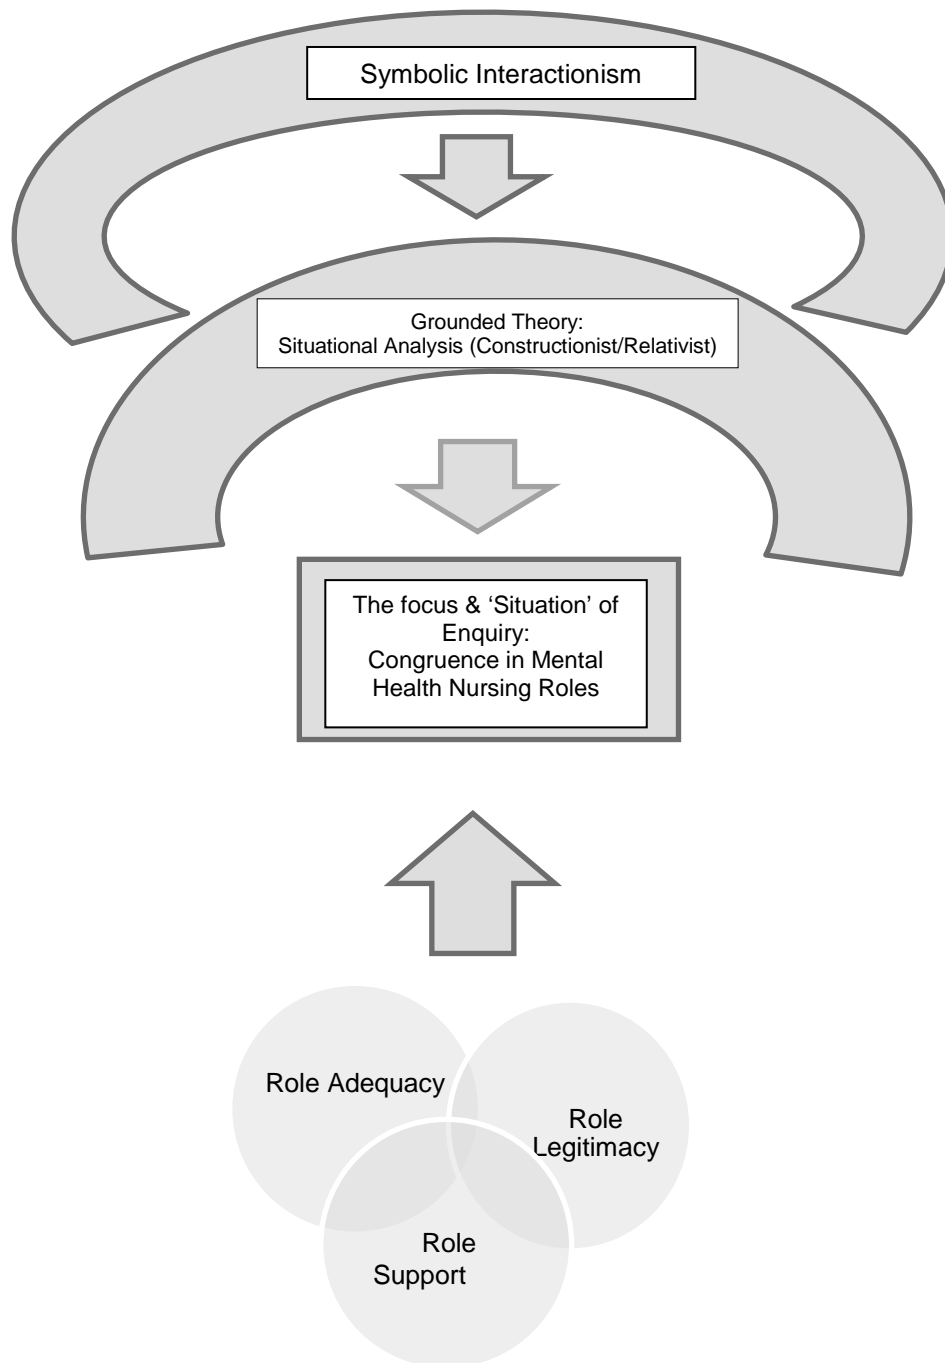 Symbolic Interactionism
Grounded Theory:
Situational Analysis (Constructionist/Relativist)
The focus & ‘Situation’ of
Enquiry:
Congruence in Mental
Health Nursing Roles
Role Adequacy
Role
Legitimacy
Role
Support